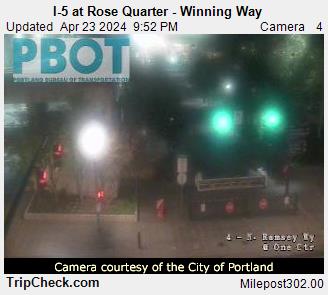 I-5 at Rose Quarter - Winning Way
Updated  Apr 23 2024  9:52 PM
Camera  4
PBOT
PORTLAND BUREAU OF TRANSPORTATION
4 - N. Ramsey Wy
@ One Ctr
Camera courtesy of the City of Portland
TripCheck.com
Milepost302.00